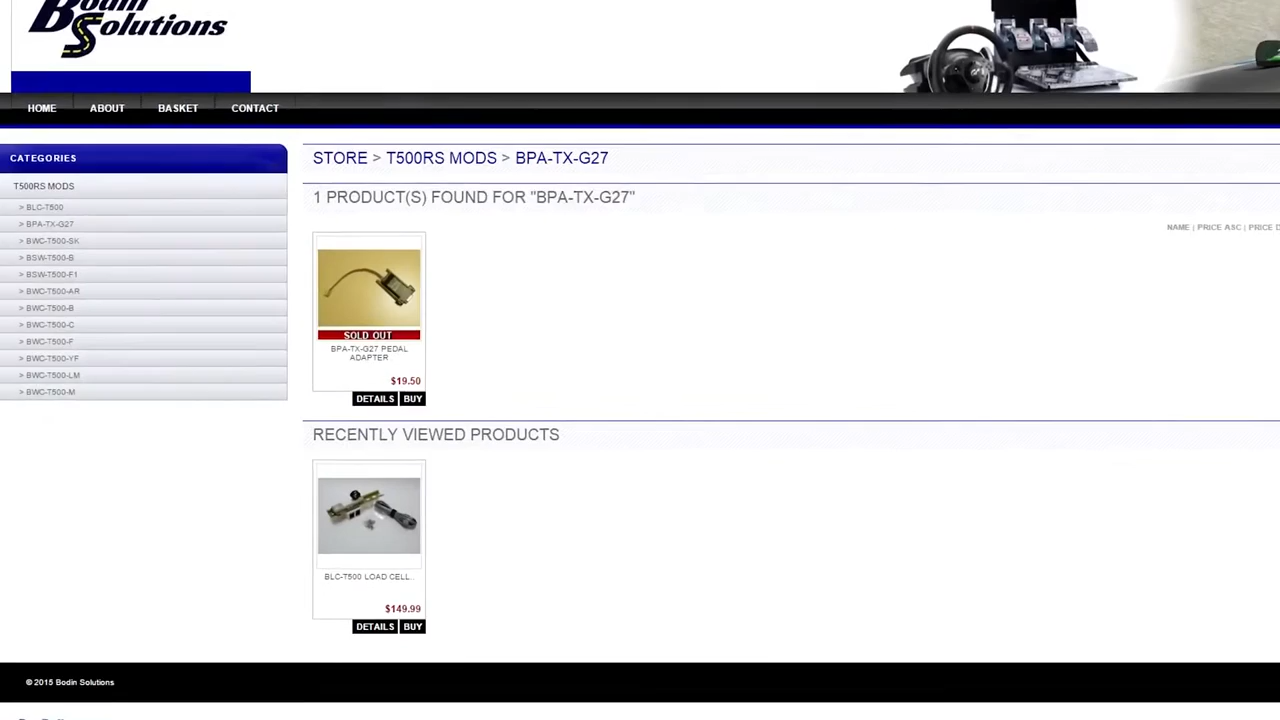 Bodin
Solutions
HOME
ABOUT
BASKET
CONTACT
CATEGORIES
T500RS MODS
> BLC-T500
> BPA-TX-G27
> BWC-T500-SK
> BSW-T500-B
> BSW-T500-F1
> BWC-T500-AR
> BWC-T500-B
> BWC-T500-C
> BWC-T500-F
> BWC-T500-YF
> BWC-T500-LM
> BWC-T500-M
STORE > T500RS MODS > BPA-TX-G27
1 PRODUCT(S) FOUND FOR "BPA-TX-G27"
NAME | PRICE ASC | PRICE D
SOLD OUT
BPA-TX-G27 PEDAL
ADAPTER
$19.50
DETAILS BUY
RECENTLY VIEWED PRODUCTS
BLC-T500 LOAD CELL..
$149.99
DETAILS BUY
© 2015 Bodin Solutions